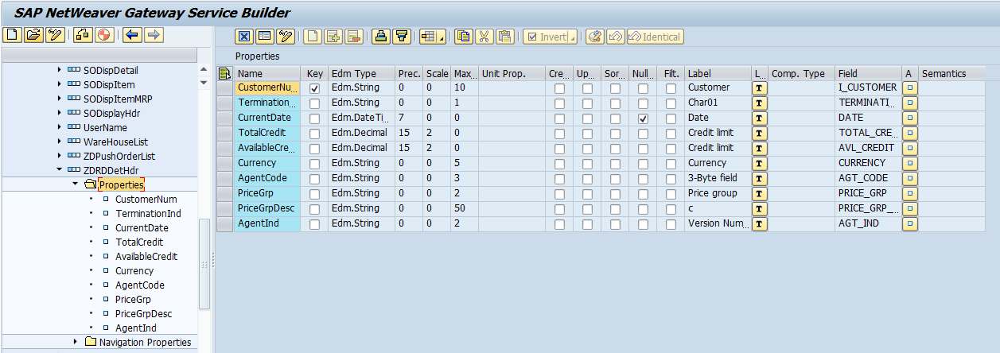 SAP NetWeaver Gateway Service Builder
Invert
Identical
SODispDetail
SODispItem
SODispItemMRP
SODisplayHdr
UserName
WareHouseList
ZDPushOrderList
ZDRDDetHdr
Properties
CustomerNum
TerminationInd
CurrentDate
TotalCredit
AvailableCredit
Currency
AgentCode
PriceGrp
PriceGrpDesc
AgentInd
Navigation Properties
Properties
Name Key Edm Type Prec. Scale Max... Unit Prop. Cre... Up... Sor... Null... Filt. Label L... Comp. Type Field A Semantics
CustomerNu... Edm.String 0 0 10 Customer T I_CUSTOMER
Termination... Edm.String 0 0 1 Char01 T TERMINATI...
CurrentDate Edm.DateTi... 7 0 0 Date T DATE
TotalCredit Edm.Decimal 15 2 0 Credit limit T TOTAL_CRE...
AvailableCre... Edm.Decimal 15 2 0 Credit limit T AVL_CREDIT
Currency Edm.String 0 0 5 Currency T CURRENCY
AgentCode Edm.String 0 0 3 3-Byte field T AGT_CODE
PriceGrp Edm.String 0 0 2 Price group T PRICE_GRP
PriceGrpDesc Edm.String 0 0 50 c T PRICE_GRP_...
AgentInd Edm.String 0 0 2 Version Num... T AGT_IND